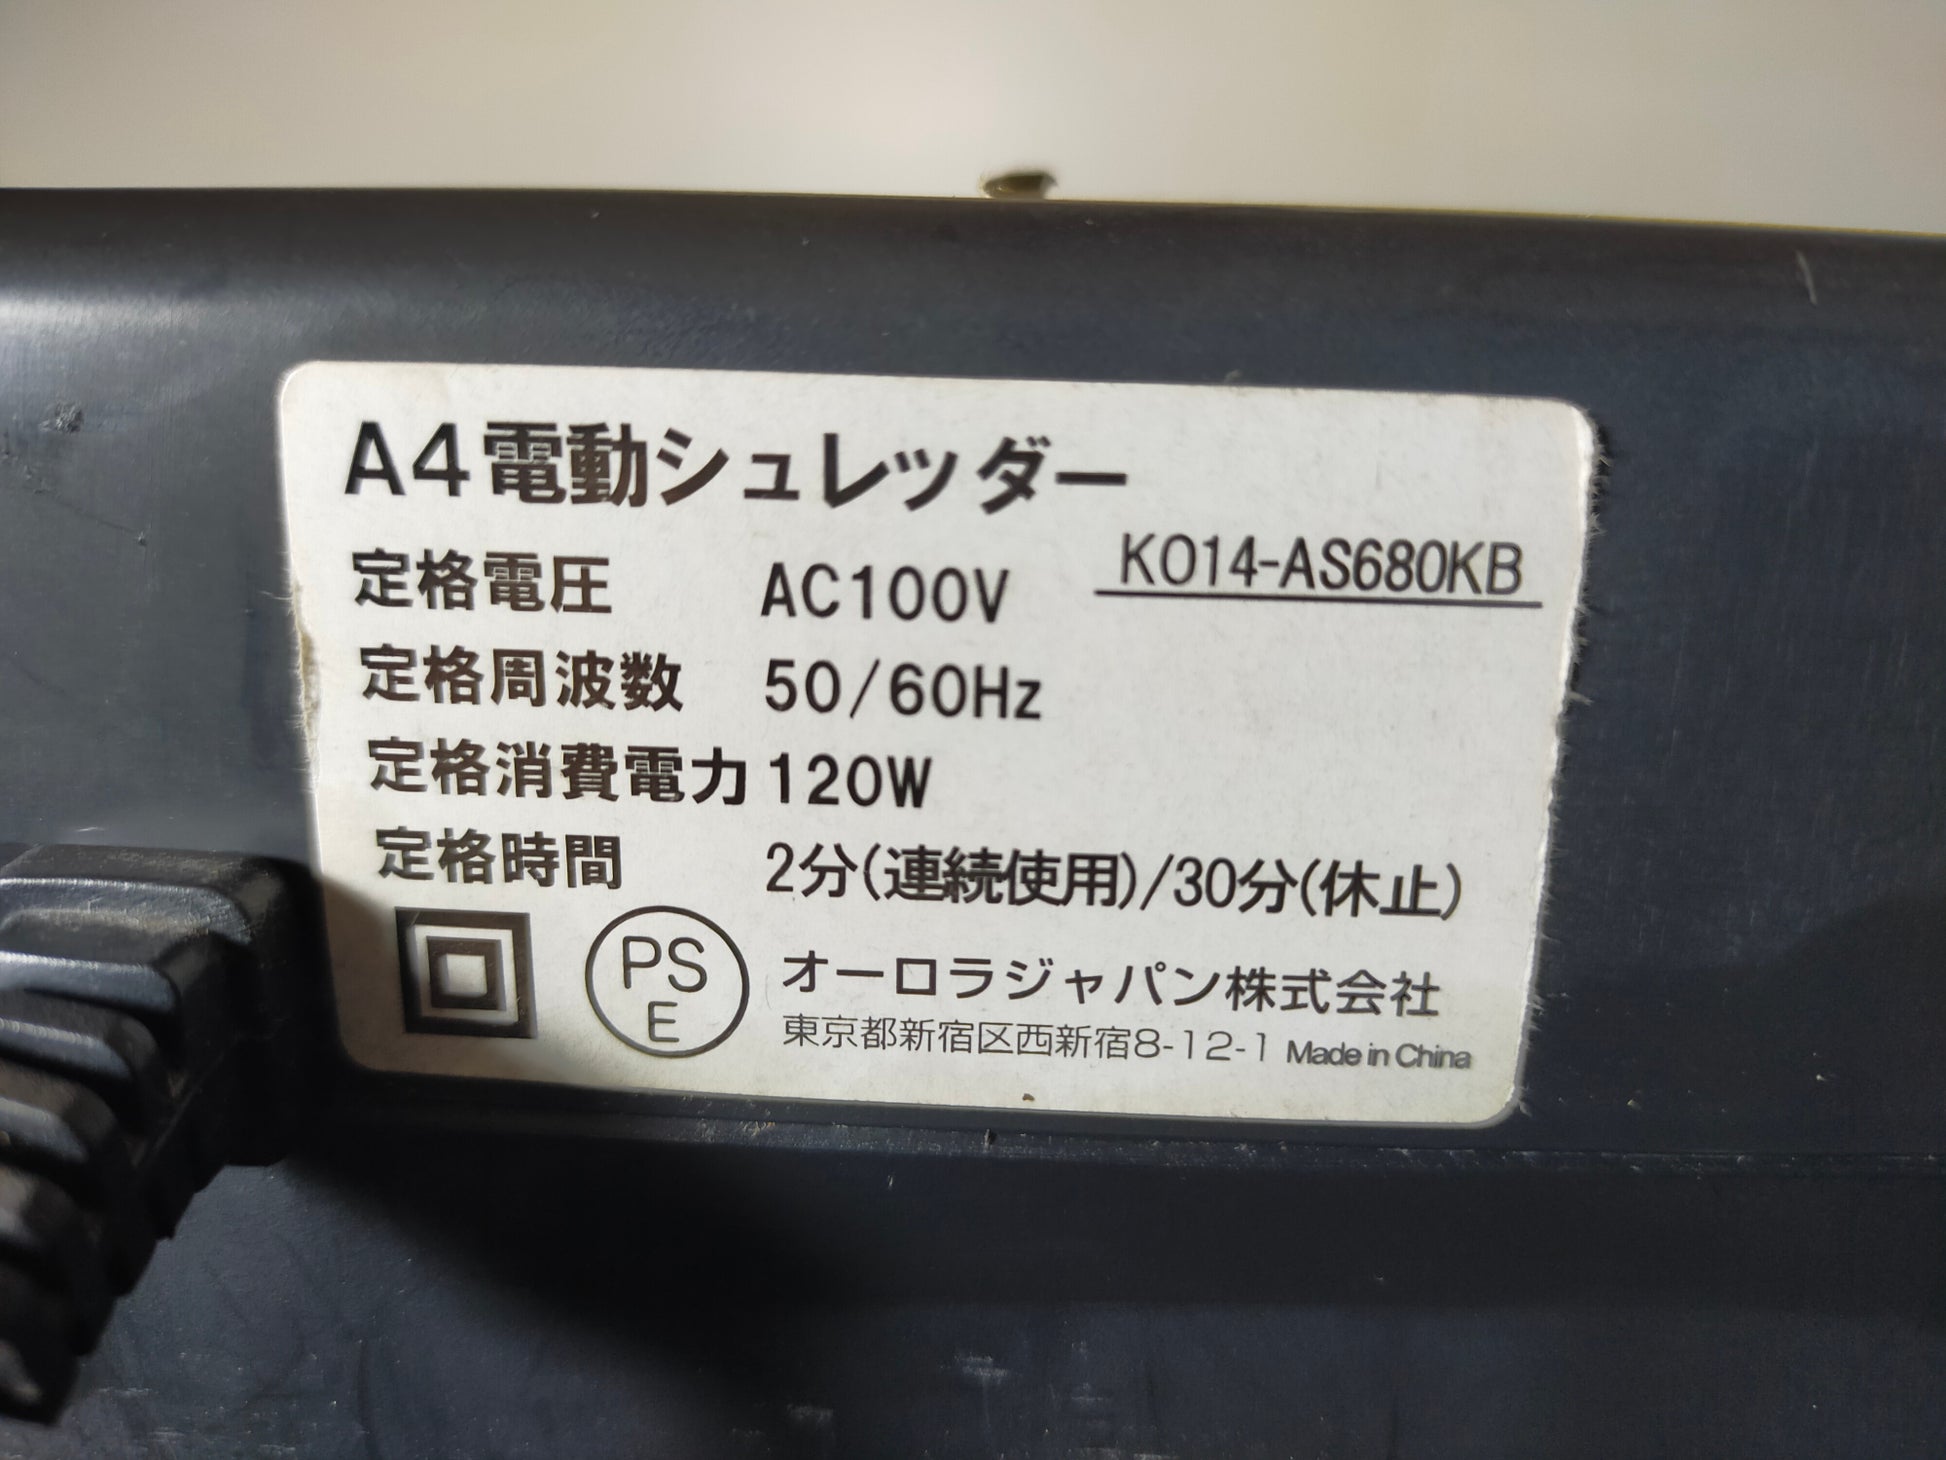 A4電動シュレッダー
KO14-AS680KB
定格電圧 AC100V
定格周波数 50/60Hz
定格消費電力 120W
定格時間 2分(連続使用)/30分(休止)
PS
E
オーロラジャパン株式会社
東京都新宿区西新宿8-12-1 Made in China